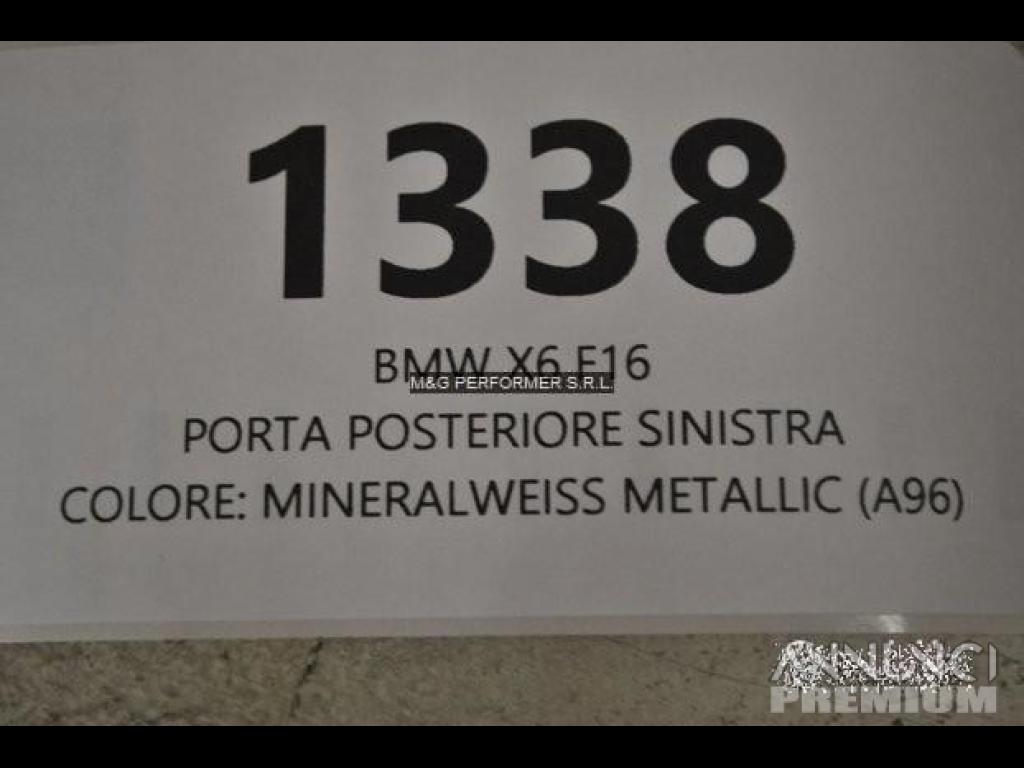 1338
BMW X6 F16
M&G PERFORMER S.R.L.
PORTA POSTERIORE SINISTRA
COLORE: MINERALWEISS METALLIC (A96)
PREMIUM